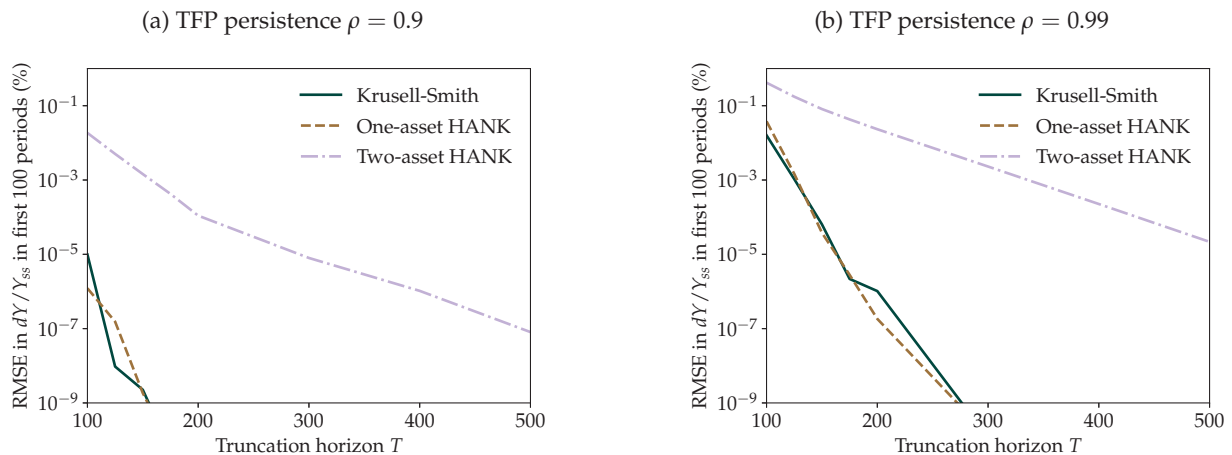 (a) TFP persistence ρ = 0.9
RMSE in dY/Y_ss in first 100 periods (%)
10^−1
10^−3
10^−5
10^−7
10^−9
Krusell-Smith
One-asset HANK
Two-asset HANK
100 200 300 400 500
Truncation horizon T
(b) TFP persistence ρ = 0.99
RMSE in dY/Y_ss in first 100 periods (%)
10^−1
10^−3
10^−5
10^−7
10^−9
Krusell-Smith
One-asset HANK
Two-asset HANK
100 200 300 400 500
Truncation horizon T